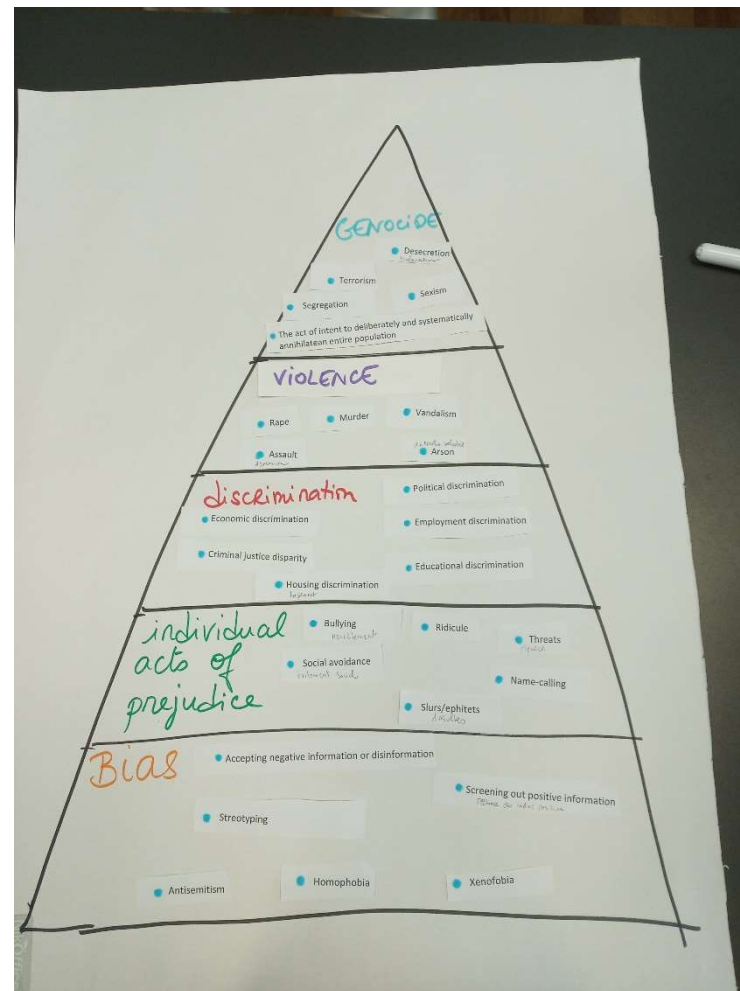 GENOCIDE
Desecretion
Terrorism
Sexism
Segregation
The act of intent to deliberately and systematically
annihilatean entire population
VIOLENCE
Rape
Murder
Vandalism
Assault
Arson
discrimination
Political discrimination
Economic discrimination
Employment discrimination
Criminal justice disparity
Educational discrimination
Housing discrimination
individual
acts of
prejudice
Bullying
Ridicule
Threats
Social avoidance
Name-calling
Slurs/ephitets
Bias
Accepting negative information or disinformation
Screening out positive information
Streotyping
Antisemitism
Homophobia
Xenofobia